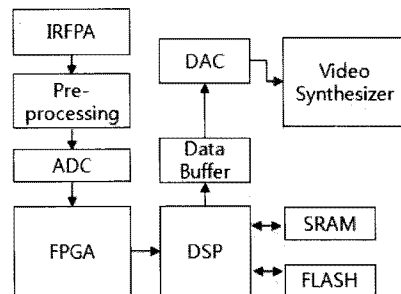 IRFPA
Pre-
processing
ADC
FPGA
DSP
Data
Buffer
DAC
Video
Synthesizer
SRAM
FLASH